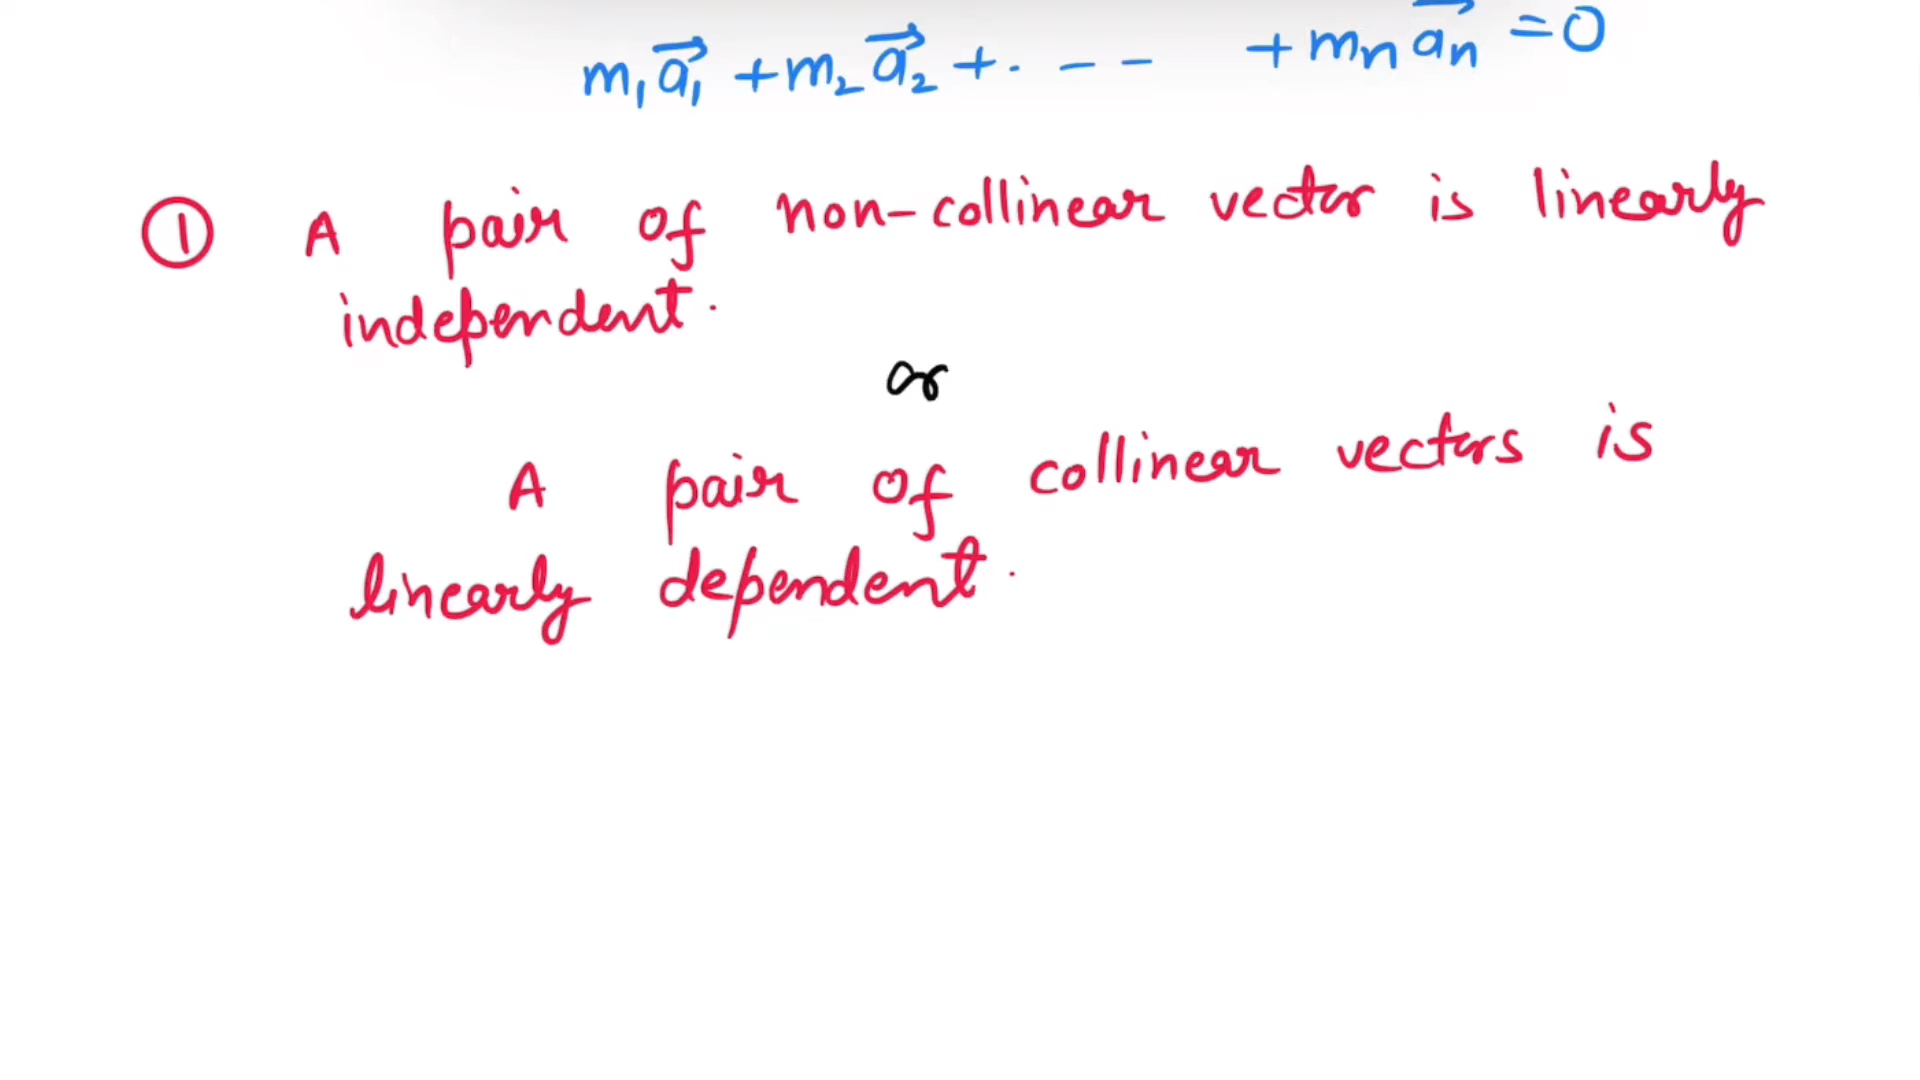 m₁a⃗₁ + m₂a⃗₂ + . - - + mₙa⃗ₙ = 0
① A pair of non-collinear vector is linearly
independent.
or
A pair of collinear vectors is
linearly dependent.